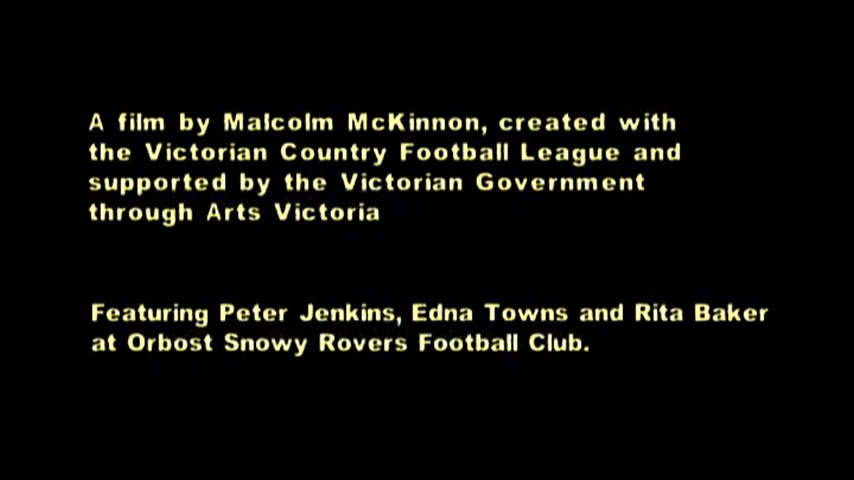 A film by Malcolm McKinnon, created with
the Victorian Country Football League and
supported by the Victorian Government
through Arts Victoria
Featuring Peter Jenkins, Edna Towns and Rita Baker
at Orbost Snowy Rovers Football Club.